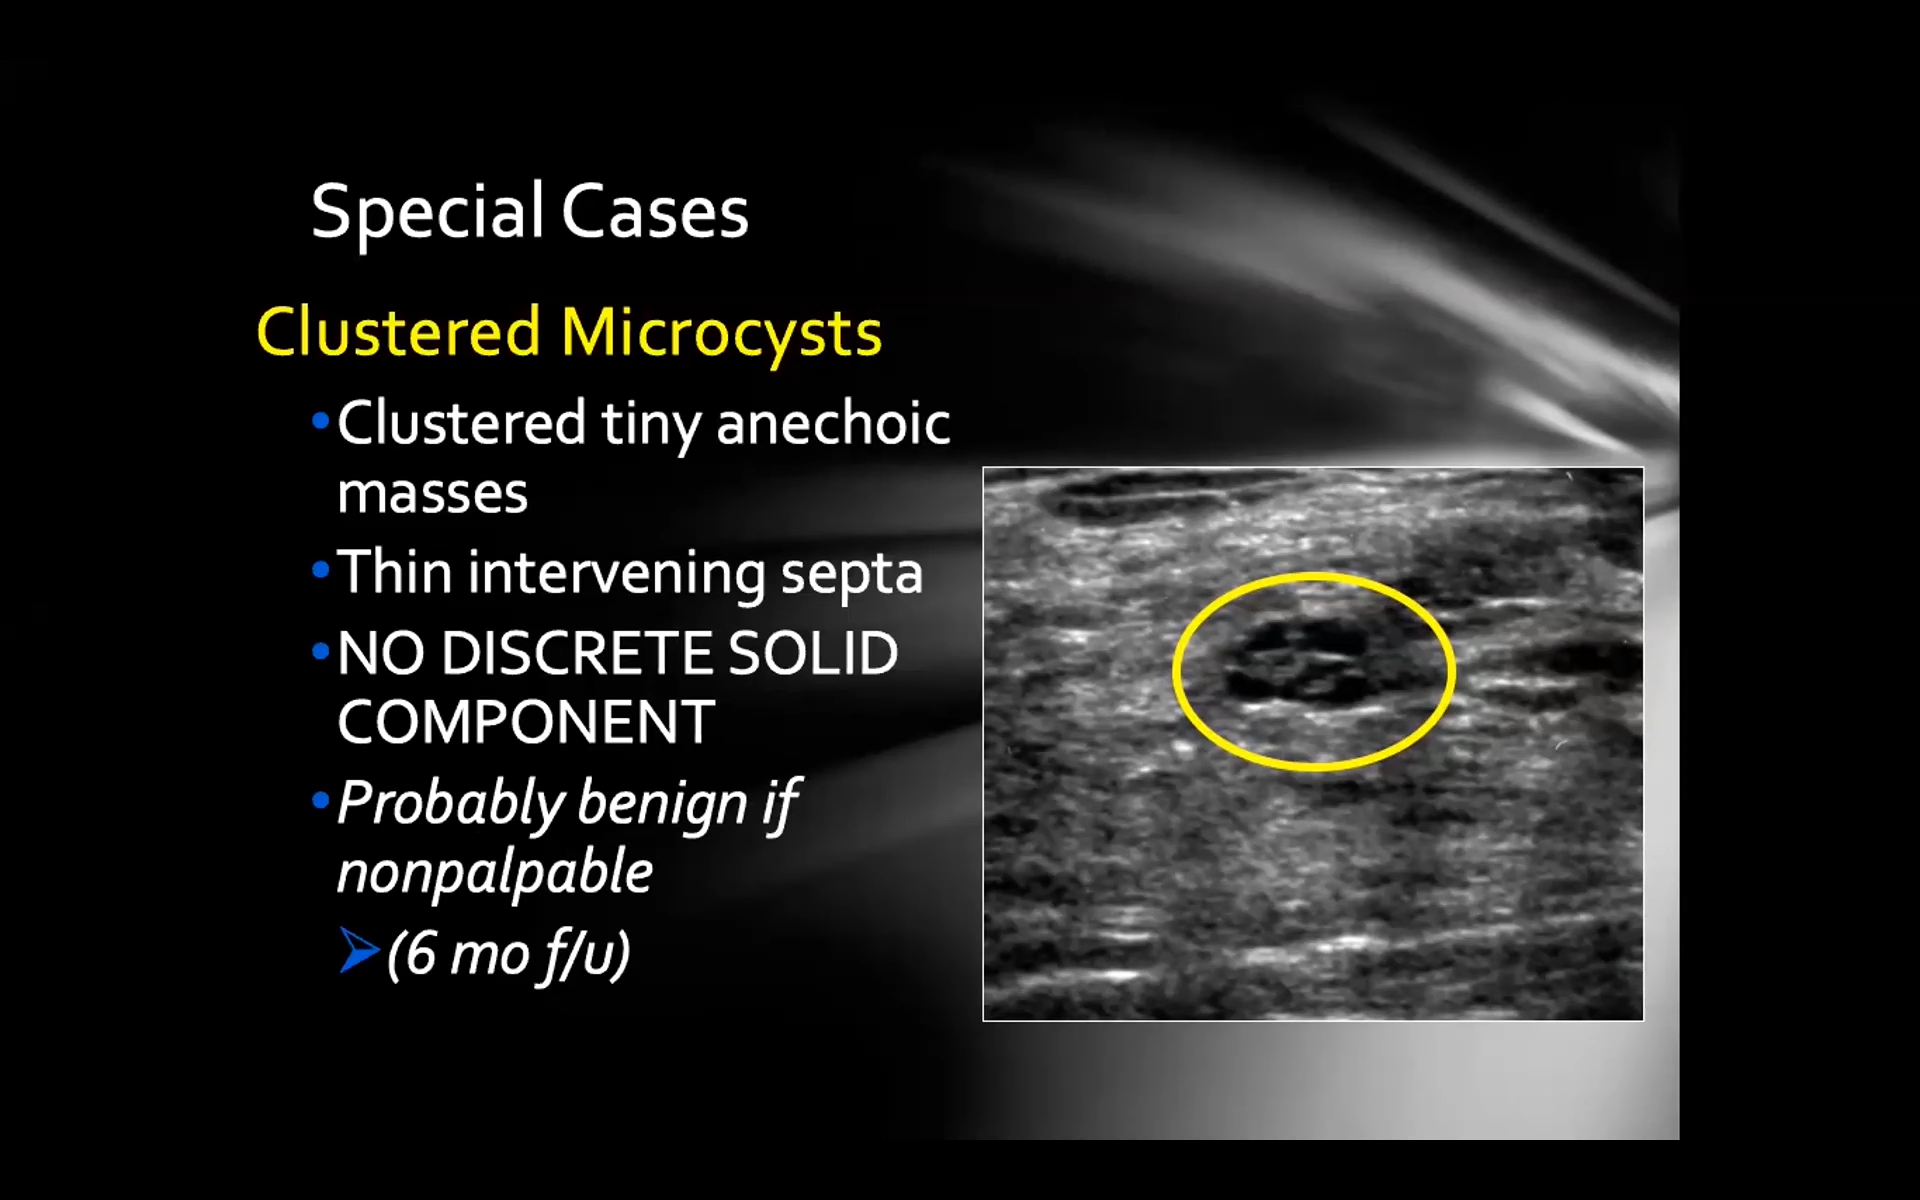 Special Cases
Clustered Microcysts
•Clustered tiny anechoic
masses
•Thin intervening septa
•NO DISCRETE SOLID
COMPONENT
•Probably benign if
nonpalpable
➢(6 mo f/u)